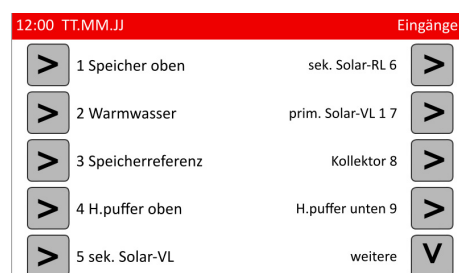 12:00 TT.MM.JJ Eingänge
> 1 Speicher oben sek. Solar-RL 6 >
> 2 Warmwasser prim. Solar-VL 1 7 >
> 3 Speicherreferenz Kollektor 8 >
> 4 H.puffer oben H.puffer unten 9 >
> 5 sek. Solar-VL weitere V